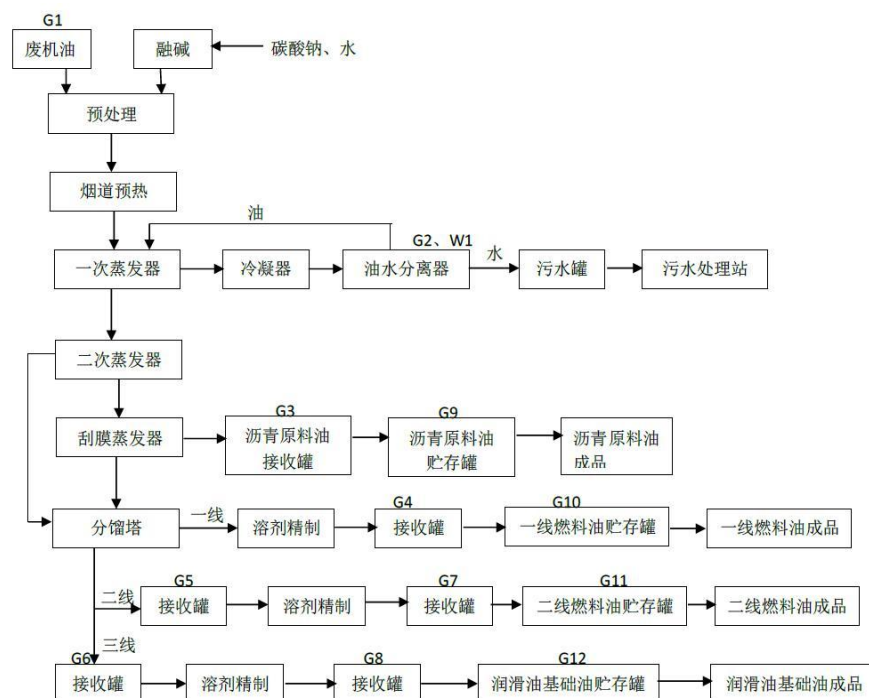 G1
废机油
融碱
碳酸钠、水
预处理
烟道预热
油
G2、W1
一次蒸发器
冷凝器
油水分离器
水
污水罐
污水处理站
二次蒸发器
G3
G9
刮膜蒸发器
沥青原料油
接收罐
沥青原料油
贮存罐
沥青原料油
成品
G4
G10
分馏塔
一线
溶剂精制
接收罐
一线燃料油贮存罐
一线燃料油成品
G5
G7
G11
二线
接收罐
溶剂精制
接收罐
二线燃料油贮存罐
二线燃料油成品
三线
G6
G8
G12
接收罐
溶剂精制
接收罐
润滑油基础油贮存罐
润滑油基础油成品